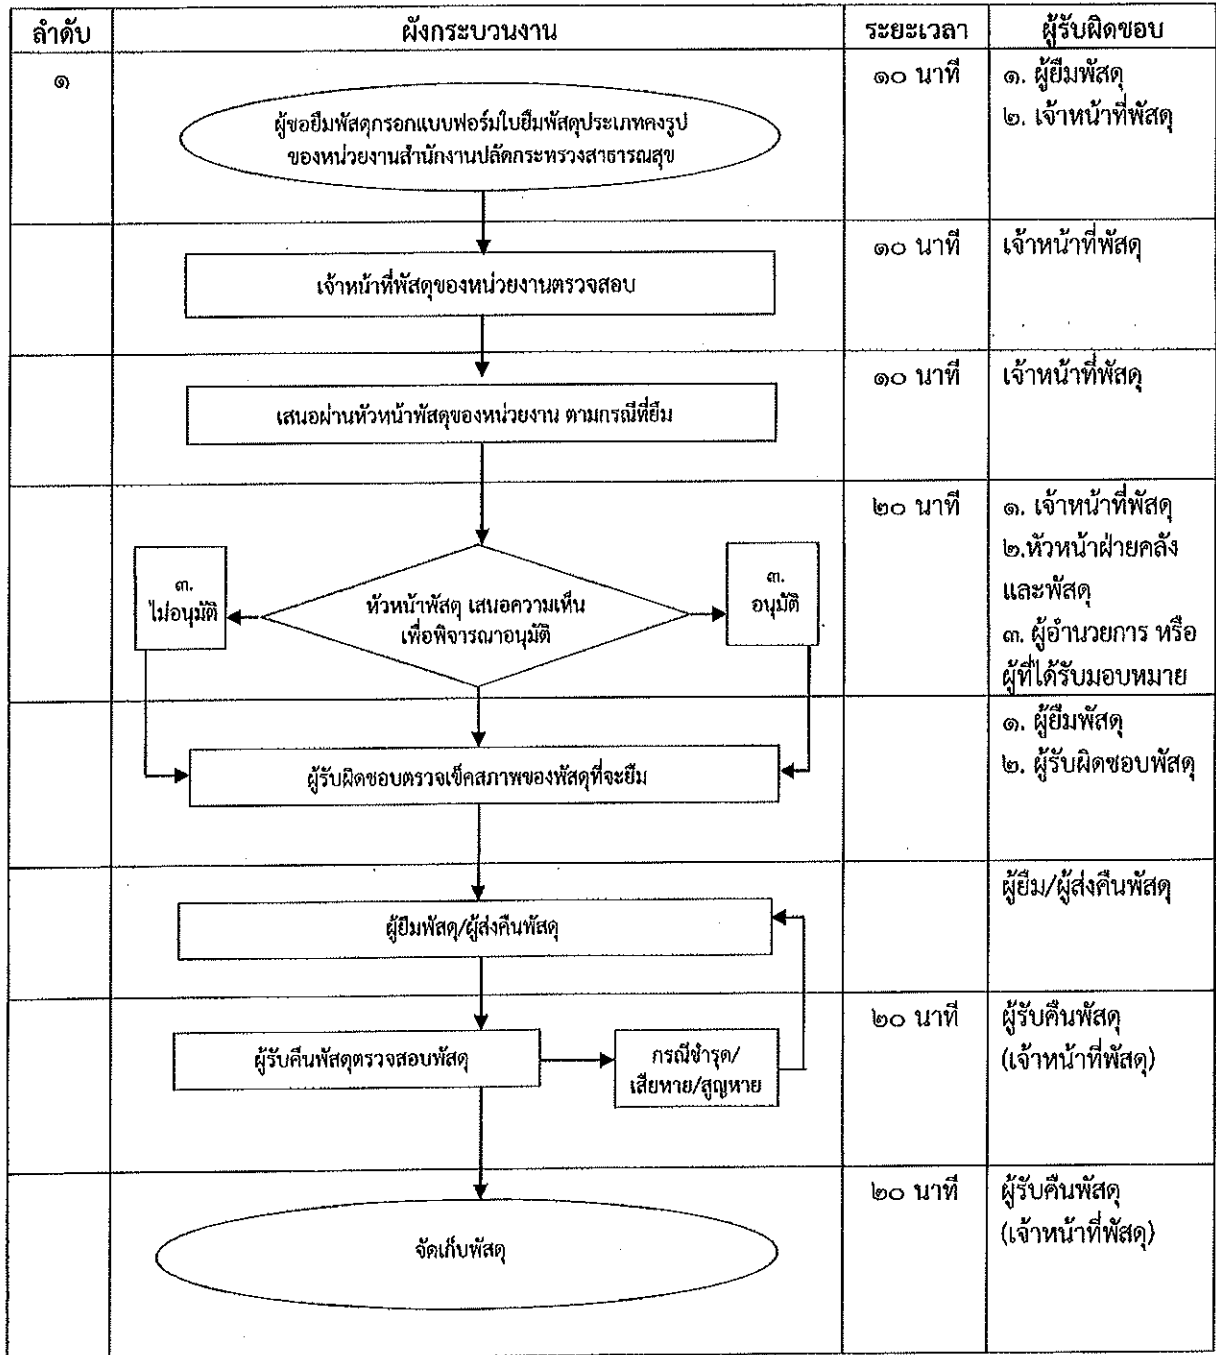 ลำดับ
ผังกระบวนงาน
ระยะเวลา
ผู้รับผิดชอบ
๑
ผู้ขอยืมพัสดุกรอกแบบฟอร์มใบยืมพัสดุประเภทคงรูป
ของหน่วยงานสำนักงานปลัดกระทรวงสาธารณสุข
๑๐ นาที
๑. ผู้ยืมพัสดุ
๒. เจ้าหน้าที่พัสดุ
เจ้าหน้าที่พัสดุของหน่วยงานตรวจสอบ
๑๐ นาที
เจ้าหน้าที่พัสดุ
เสนอผ่านหัวหน้าพัสดุของหน่วยงาน ตามกรณีที่ยืม
๑๐ นาที
เจ้าหน้าที่พัสดุ
๓.
ไม่อนุมัติ
หัวหน้าพัสดุ เสนอความเห็น
เพื่อพิจารณาอนุมัติ
๓.
อนุมัติ
๒๐ นาที
๑. เจ้าหน้าที่พัสดุ
๒.หัวหน้าฝ่ายคลัง
และพัสดุ
๓. ผู้อำนวยการ หรือ
ผู้ที่ได้รับมอบหมาย
ผู้รับผิดชอบตรวจเช็คสภาพของพัสดุที่จะยืม
๑. ผู้ยืมพัสดุ
๒. ผู้รับผิดชอบพัสดุ
ผู้ยืมพัสดุ/ผู้ส่งคืนพัสดุ
ผู้ยืม/ผู้ส่งคืนพัสดุ
ผู้รับคืนพัสดุตรวจสอบพัสดุ
กรณีชำรุด/
เสียหาย/สูญหาย
๒๐ นาที
ผู้รับคืนพัสดุ
(เจ้าหน้าที่พัสดุ)
จัดเก็บพัสดุ
๒๐ นาที
ผู้รับคืนพัสดุ
(เจ้าหน้าที่พัสดุ)